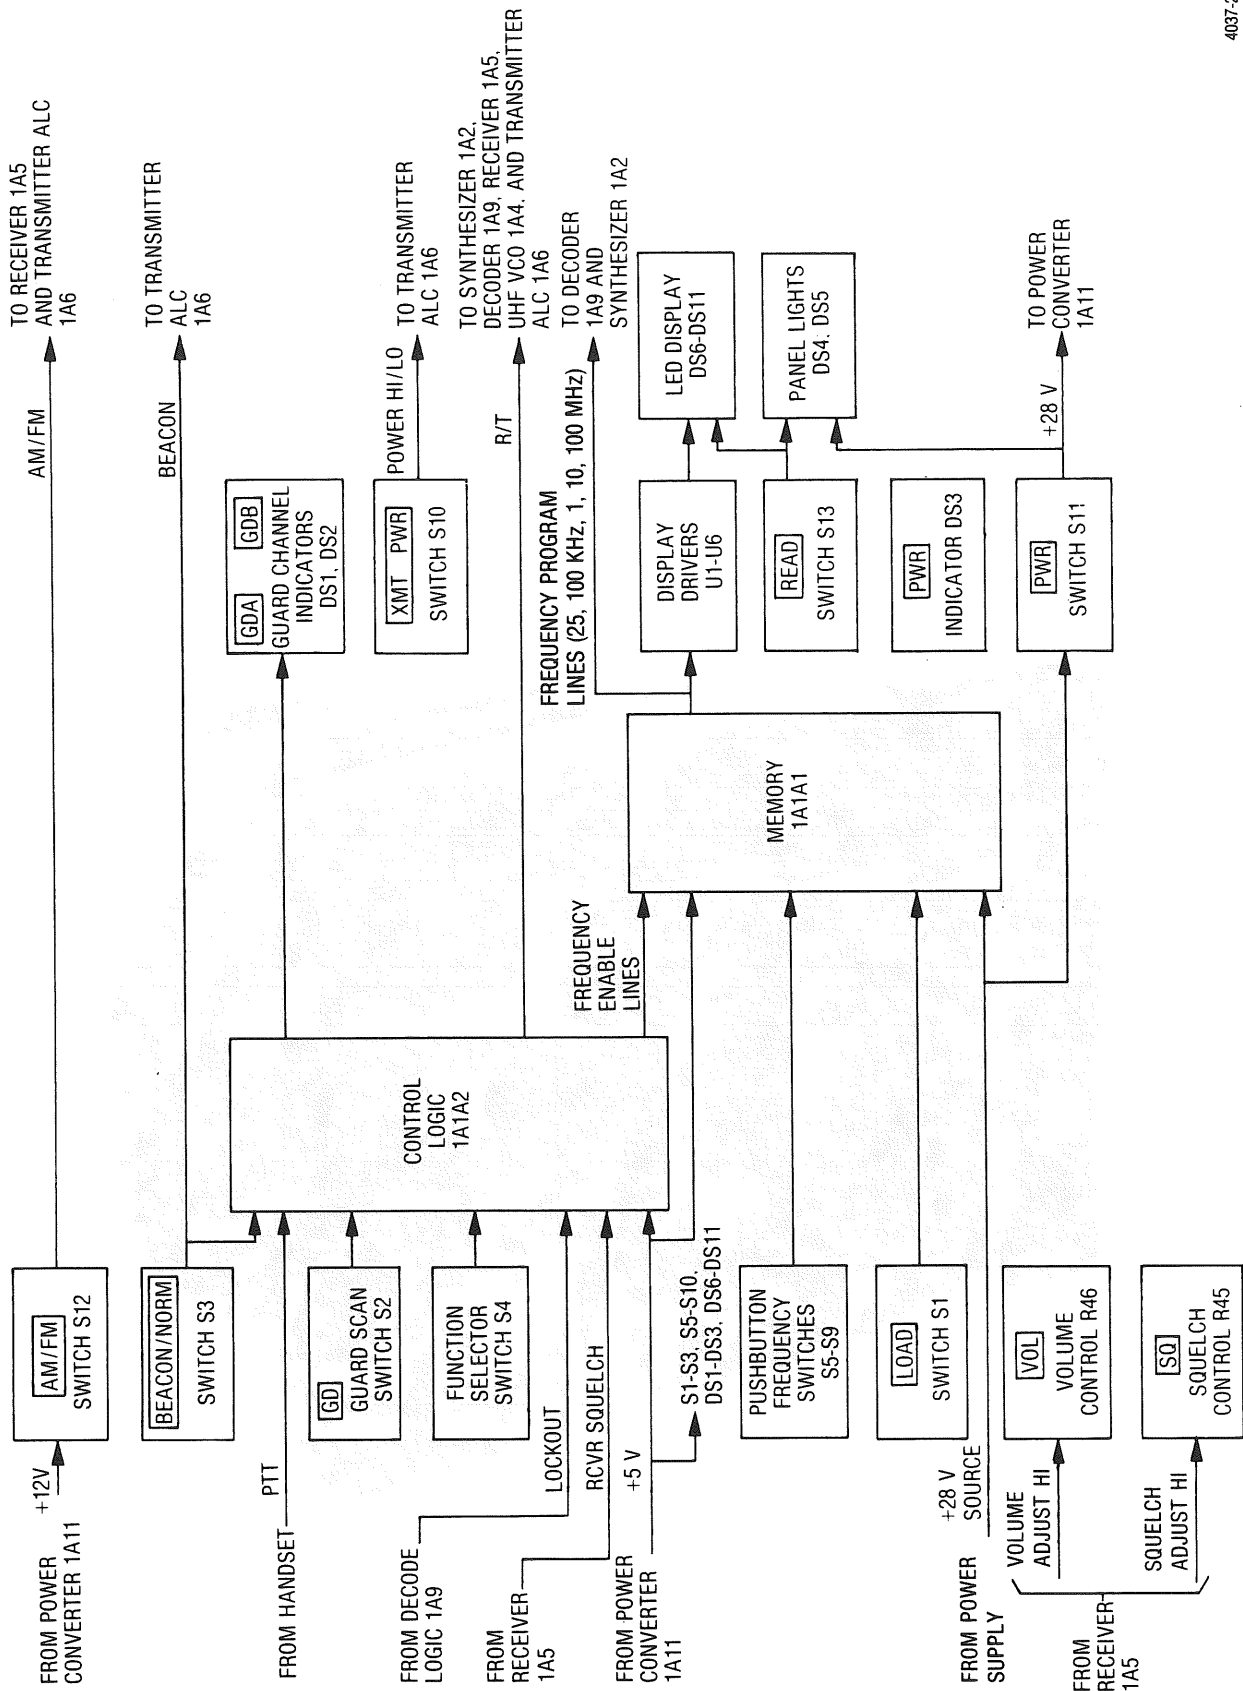 TO RECEIVER 1A5
AND TRANSMITTER ALC
1A6
AM/FM
AM/FM
SWITCH S12
+12V
FROM POWER
CONVERTER 1A11
TO TRANSMITTER
ALC
1A6
BEACON
BEACON/NORM
SWITCH S3
GDA GDB
GUARD CHANNEL
INDICATORS
DS1, DS2
PTT
FROM HANDSET
GD
GUARD SCAN
SWITCH S2
TO TRANSMITTER
ALC 1A6
POWER HI/LO
XMT PWR
SWITCH S10
CONTROL
LOGIC
1A1A2
FUNCTION
SELECTOR
SWITCH S4
TO SYNTHESIZER 1A2,
DECODER 1A9, RECEIVER 1A5,
UHF VCO 1A4, AND TRANSMITTER
ALC 1A6
R/T
LOCKOUT
FROM DECODE
LOGIC 1A9
RCVR SQUELCH
FROM
RECEIVER
1A5
+5 V
FROM POWER
CONVERTER
1A11
TO DECODER
1A9 AND
SYNTHESIZER 1A2
FREQUENCY PROGRAM
LINES (25, 100 KHz, 1, 10, 100 MHz)
FREQUENCY
ENABLE
LINES
S1-S3, S5-S10,
DS1-DS3, DS6-DS11
LED DISPLAY
DS6-DS11
DISPLAY
DRIVERS
U1-U6
MEMORY
1A1A1
PUSHBUTTON
FREQUENCY
SWITCHES
S5-S9
PANEL LIGHTS
DS4, DS5
READ
SWITCH S13
LOAD
SWITCH S1
PWR
INDICATOR DS3
+28 V
SOURCE
FROM POWER
SUPPLY
TO POWER
CONVERTER
1A11
+28 V
PWR
SWITCH S11
VOL
VOLUME
CONTROL R46
VOLUME
ADJUST HI
SQ
SQUELCH
CONTROL R45
SQUELCH
ADJUST HI
FROM
RECEIVER
1A5